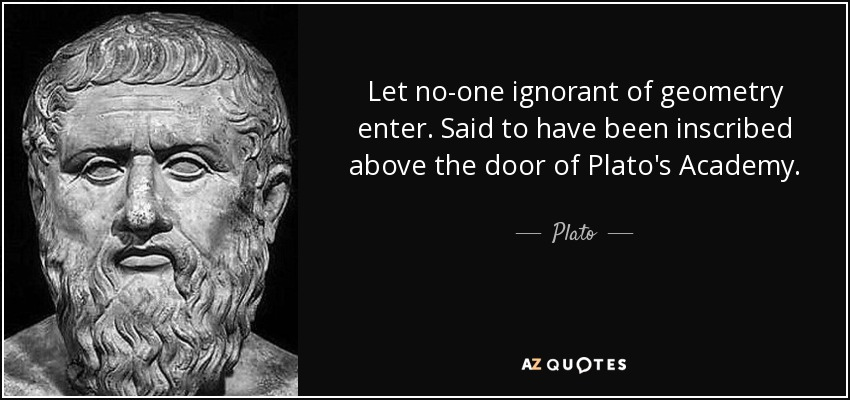 Let no-one ignorant of geometry
enter. Said to have been inscribed
above the door of Plato's Academy.
Plato
AZ QUOTES